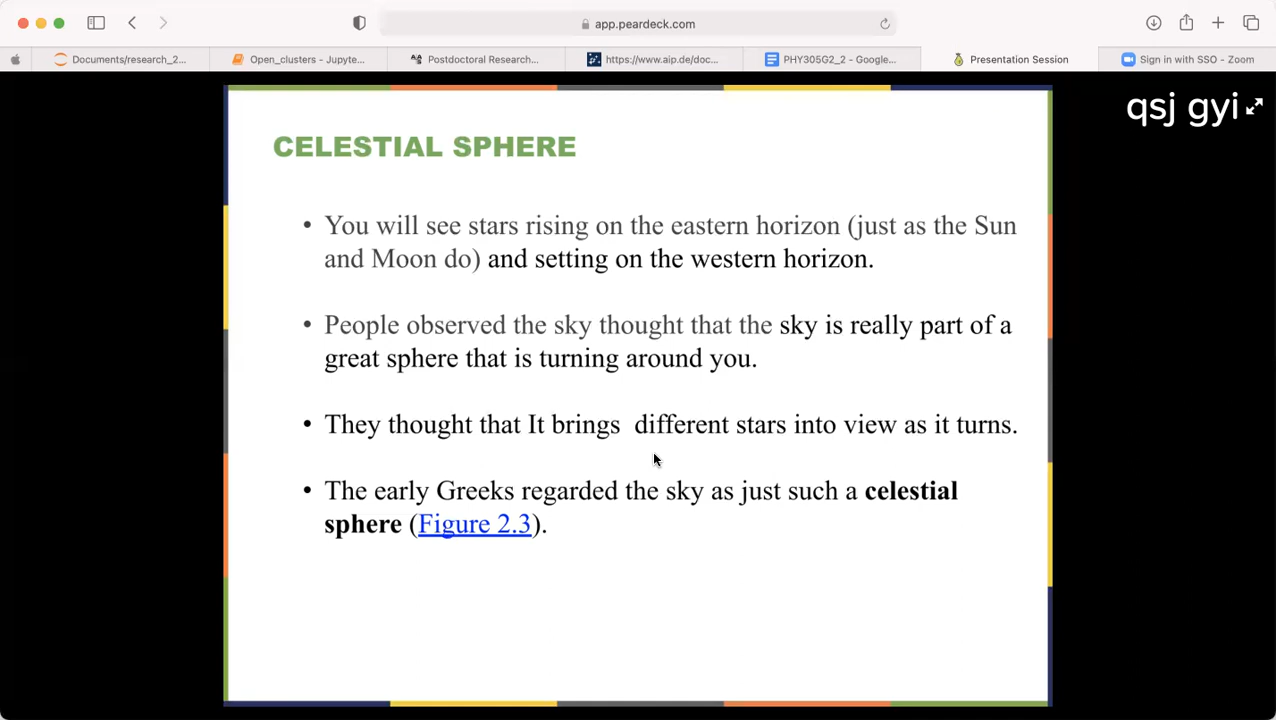 app.peardeck.com
Documents/research_2...
Open_clusters - Jupyte...
Postdoctoral Research...
https://www.aip.de/doc...
PHY305G2_2 - Google...
Presentation Session
Sign in with SSO - Zoom
qsj gyi
CELESTIAL SPHERE
• You will see stars rising on the eastern horizon (just as the Sun
and Moon do) and setting on the western horizon.
• People observed the sky thought that the sky is really part of a
great sphere that is turning around you.
• They thought that It brings  different stars into view as it turns.
• The early Greeks regarded the sky as just such a celestial
sphere (Figure 2.3).